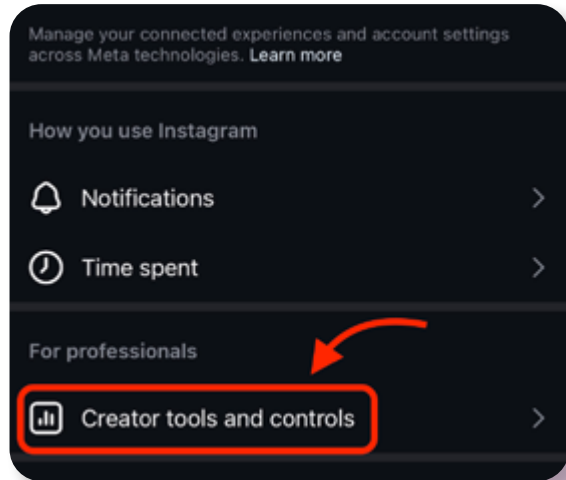 Manage your connected experiences and account settings
across Meta technologies. Learn more
How you use Instagram
Notifications
Time spent
For professionals
Creator tools and controls